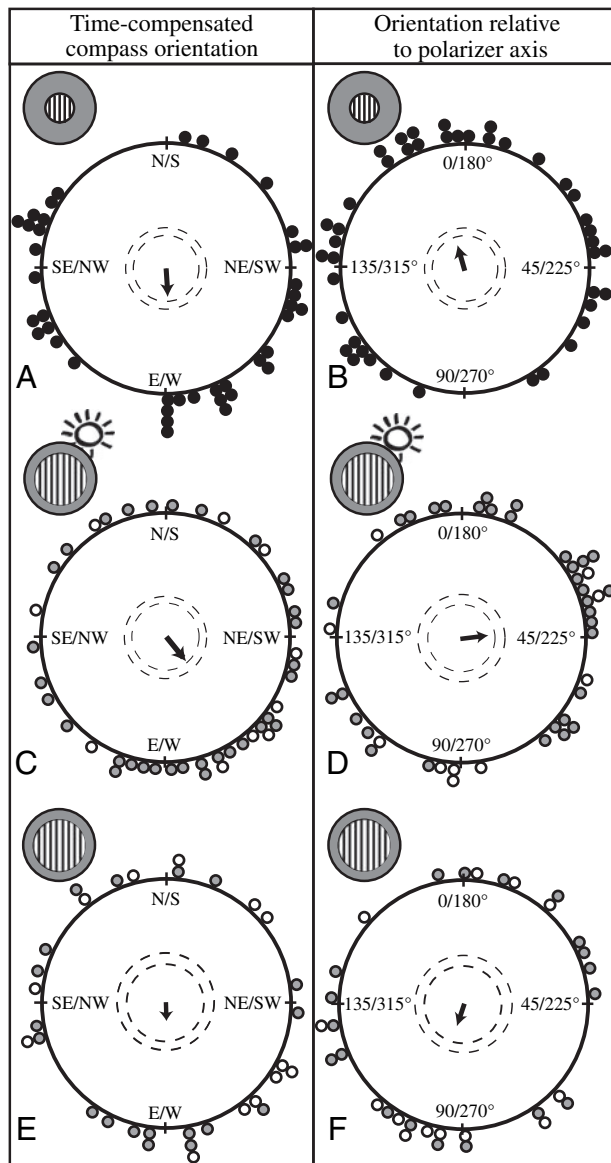 Time-compensated
compass orientation
Orientation relative
to polarizer axis
N/S
SE/NW
NE/SW
E/W
A
0/180°
135/315°
45/225°
90/270°
B
N/S
SE/NW
NE/SW
E/W
C
0/180°
135/315°
45/225°
90/270°
D
N/S
SE/NW
NE/SW
E/W
E
0/180°
135/315°
45/225°
90/270°
F